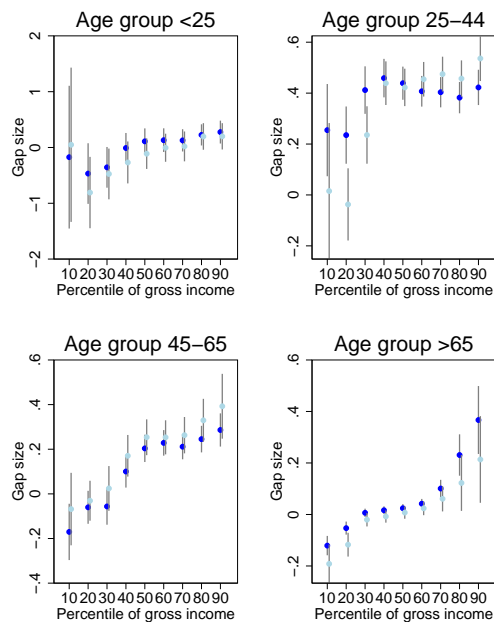 Age group <25
Gap size
2
1
0
−1
−2
10 20 30 40 50 60 70 80 90
Percentile of gross income
Age group 25−44
Gap size
.6
.4
.2
0
−.2
10 20 30 40 50 60 70 80 90
Percentile of gross income
Age group 45−65
Gap size
.6
.4
.2
0
−.2
−.4
10 20 30 40 50 60 70 80 90
Percentile of gross income
Age group >65
Gap size
.6
.4
.2
0
−.2
10 20 30 40 50 60 70 80 90
Percentile of gross income